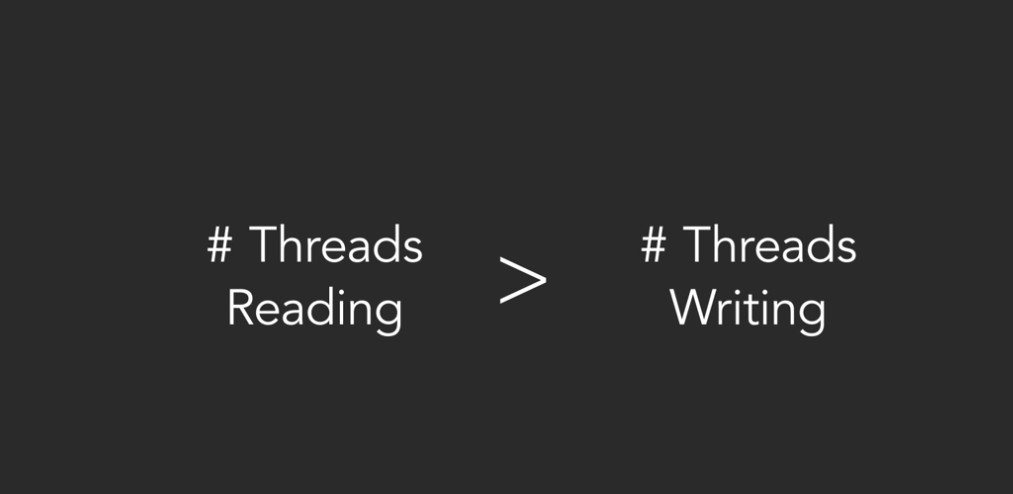 # Threads
Reading
>
# Threads
Writing